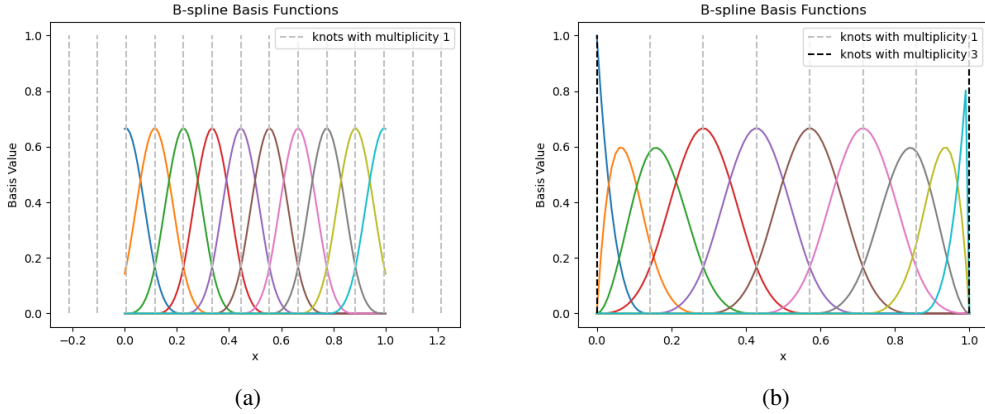 B-spline Basis Functions
knots with multiplicity 1
Basis Value
1.0
0.8
0.6
0.4
0.2
0.0
−0.2 0.0 0.2 0.4 0.6 0.8 1.0 1.2
x
(a)
B-spline Basis Functions
knots with multiplicity 1
knots with multiplicity 3
Basis Value
1.0
0.8
0.6
0.4
0.2
0.0
0.0 0.2 0.4 0.6 0.8 1.0
x
(b)